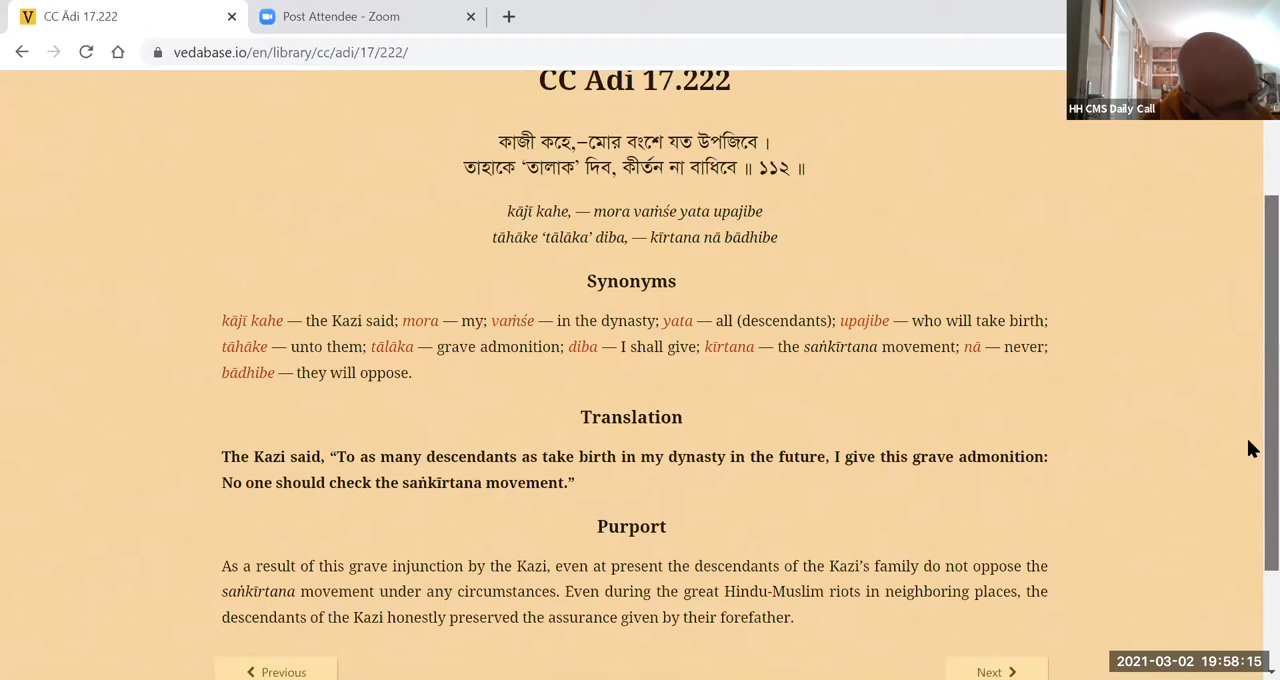 CC Adi 17.222
Post Attendee - Zoom
vedabase.io/en/library/cc/adi/17/222/
HH CMS Daily Call
CC Ādi 17.222
কাজী কহে,–মোর বংশে যত উপজিবে ।
তাহাকে ‘তালাক’ দিব, কীর্তন না বাধিবে ॥ ১১২ ॥
kājī kahe, — mora vaṁśe yata upajibe
tāhāke ‘tālāka’ diba, — kīrtana nā bādhibe
Synonyms
kājī kahe — the Kazi said; mora — my; vaṁśe — in the dynasty; yata — all (descendants); upajibe — who will take birth;
tāhāke — unto them; tālāka — grave admonition; diba — I shall give; kīrtana — the saṅkīrtana movement; nā — never;
bādhibe — they will oppose.
Translation
The Kazi said, “To as many descendants as take birth in my dynasty in the future, I give this grave admonition:
No one should check the saṅkīrtana movement.”
Purport
As a result of this grave injunction by the Kazi, even at present the descendants of the Kazi’s family do not oppose the
saṅkīrtana movement under any circumstances. Even during the great Hindu-Muslim riots in neighboring places, the
descendants of the Kazi honestly preserved the assurance given by their forefather.
Previous
Next
2021-03-02 19:58:15